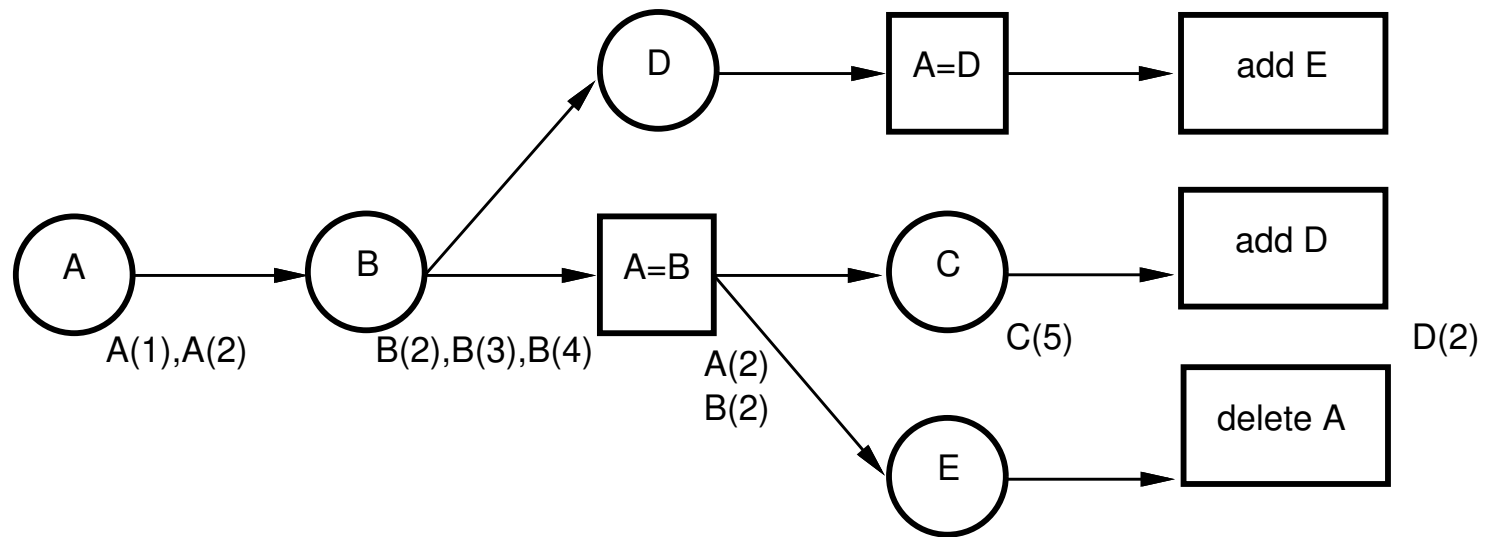 D
A=D
add E
A
B
A=B
C
add D
A(1),A(2)
B(2),B(3),B(4)
A(2)
B(2)
C(5)
D(2)
E
delete A